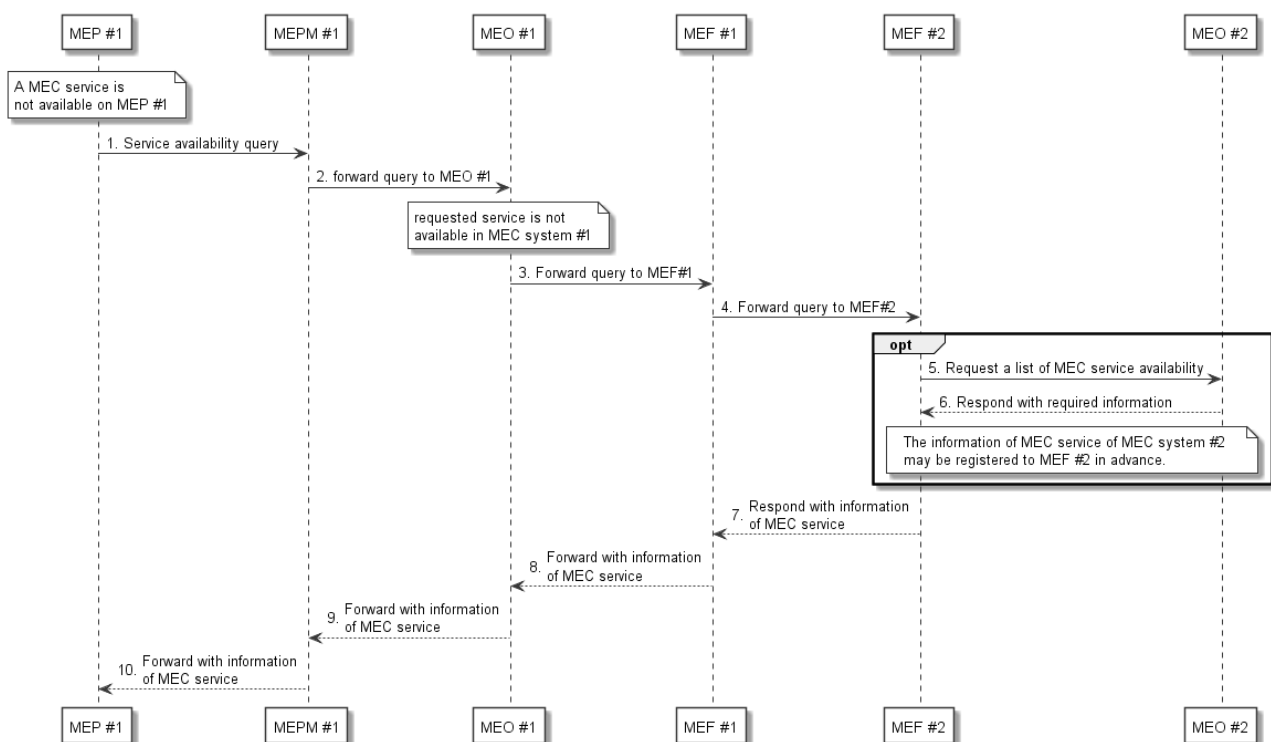 MEP #1
MEPM #1
MEO #1
MEF #1
MEF #2
MEO #2
A MEC service is
not available on MEP #1
1. Service availability query
2. forward query to MEO #1
requested service is not
available in MEC system #1
3. Forward query to MEF#1
4. Forward query to MEF#2
opt
5. Request a list of MEC service availability
6. Respond with required information
The information of MEC service of MEC system #2
may be registered to MEF #2 in advance.
7. Respond with information
of MEC service
8. Forward with information
of MEC service
9. Forward with information
of MEC service
10. Forward with information
of MEC service
MEP #1
MEPM #1
MEO #1
MEF #1
MEF #2
MEO #2